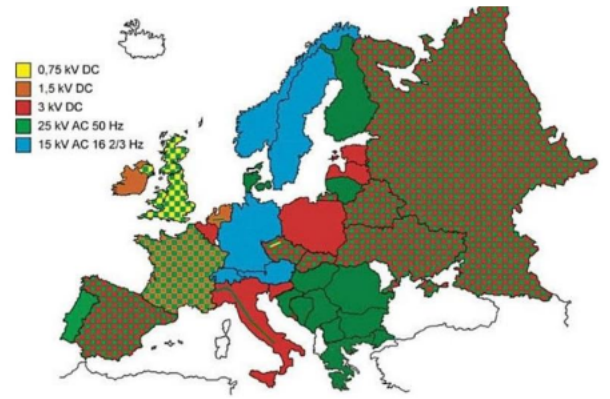 0,75 kV DC
1,5 kV DC
3 kV DC
25 kV AC 50 Hz
15 kV AC 16 2/3 Hz